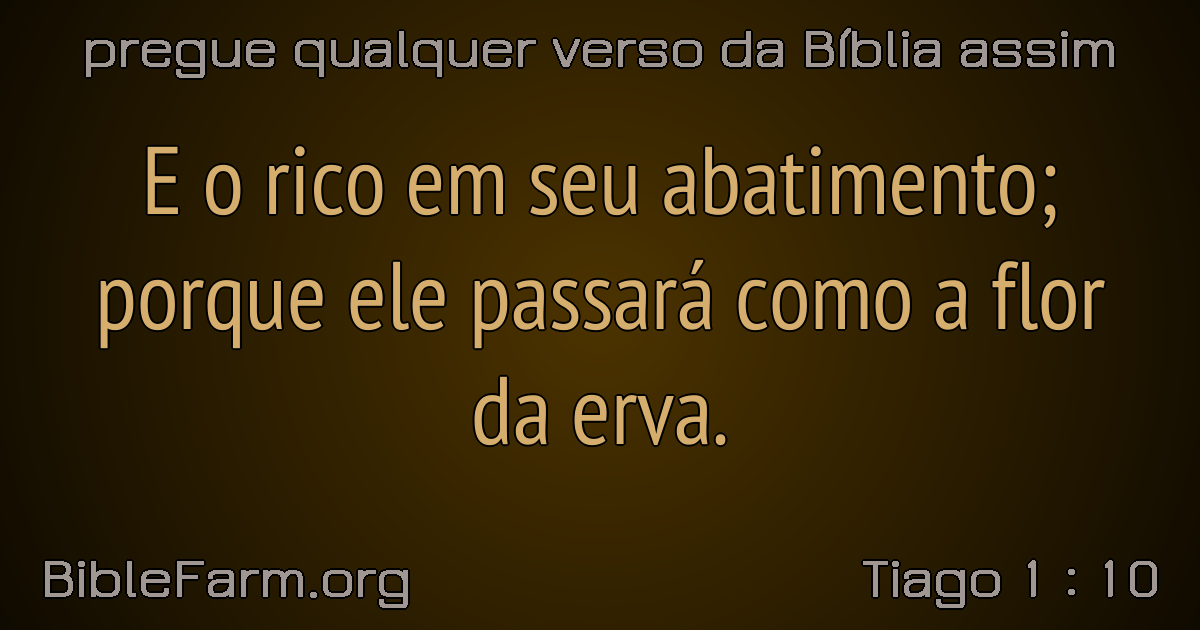 pregue qualquer verso da Bíblia assim
E o rico em seu abatimento;
porque ele passará como a flor
da erva.
BibleFarm.org
Tiago 1 : 10